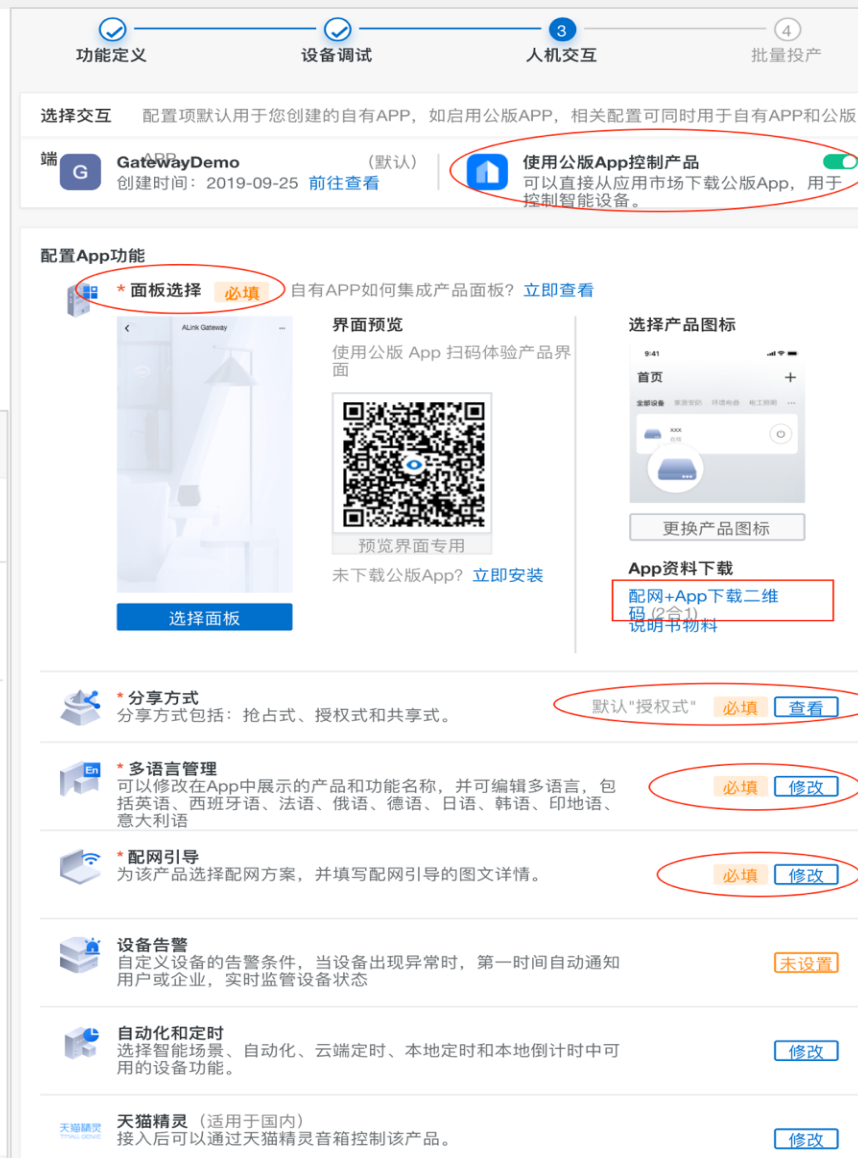 3
4
功能定义
设备调试
人机交互
批量投产
选择交互 配置项默认用于您创建的自有APP，如启用公版APP，相关配置可同时用于自有APP和公版
端 APP
G
GatewayDemo （默认）
创建时间：2019-09-25 前往查看
使用公版App控制产品
可以直接从应用市场下载公版App，用于
控制智能设备。
配置App功能
* 面板选择 必填 自有APP如何集成产品面板？立即查看
ALink Gateway
选择面板
界面预览
使用公版 App 扫码体验产品界
面
预览界面专用
未下载公版App？立即安装
选择产品图标
9:41
首页
全部设备
xxx
在线
更换产品图标
App资料下载
配网+App下载二维
码 (2合1)
说明书物料
* 分享方式
分享方式包括：抢占式、授权式和共享式。
默认"授权式" 必填 查看
En
* 多语言管理
可以修改在App中展示的产品和功能名称，并可编辑多语言，包
括英语、西班牙语、法语、俄语、德语、日语、韩语、印地语、
意大利语
必填 修改
* 配网引导
为该产品选择配网方案，并填写配网引导的图文详情。
必填 修改
设备告警
自定义设备的告警条件，当设备出现异常时，第一时间自动通知
用户或企业，实时监管设备状态
未设置
自动化和定时
选择智能场景、自动化、云端定时、本地定时和本地倒计时中可
用的设备功能。
修改
天猫精灵
TMALL GENIE
天猫精灵（适用于国内）
接入后可以通过天猫精灵音箱控制该产品。
修改